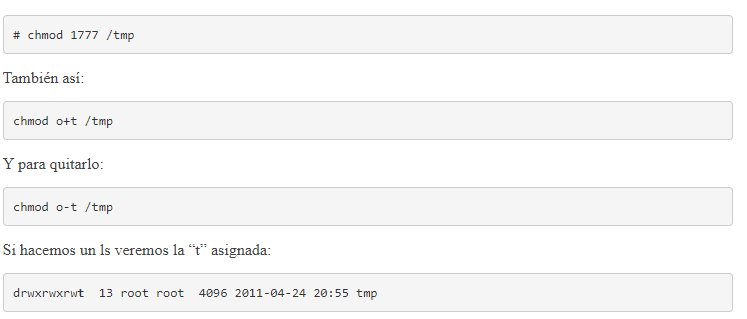 # chmod 1777 /tmp
También así:
chmod o+t /tmp
Y para quitarlo:
chmod o-t /tmp
Si hacemos un ls veremos la “t” asignada:
drwxrwxrwt  13 root root  4096 2011-04-24 20:55 tmp